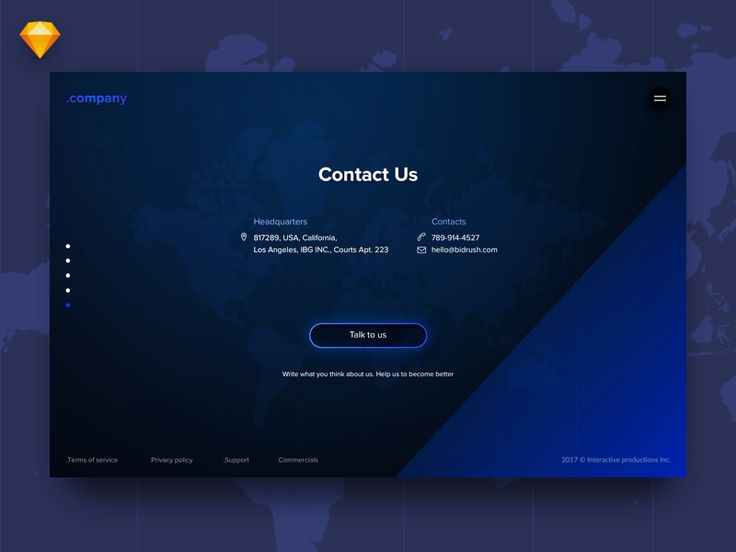 .company
Contact Us
Headquarters
817289, USA, California,
Los Angeles, IBG INC., Courts Apt. 223
Contacts
789-914-4527
hello@bidrush.com
Talk to us
Write what you think about us. Help us to become better
.Terms of service
.Privacy policy
.Support
.Commercials
2017 © Interactive productions Inc.